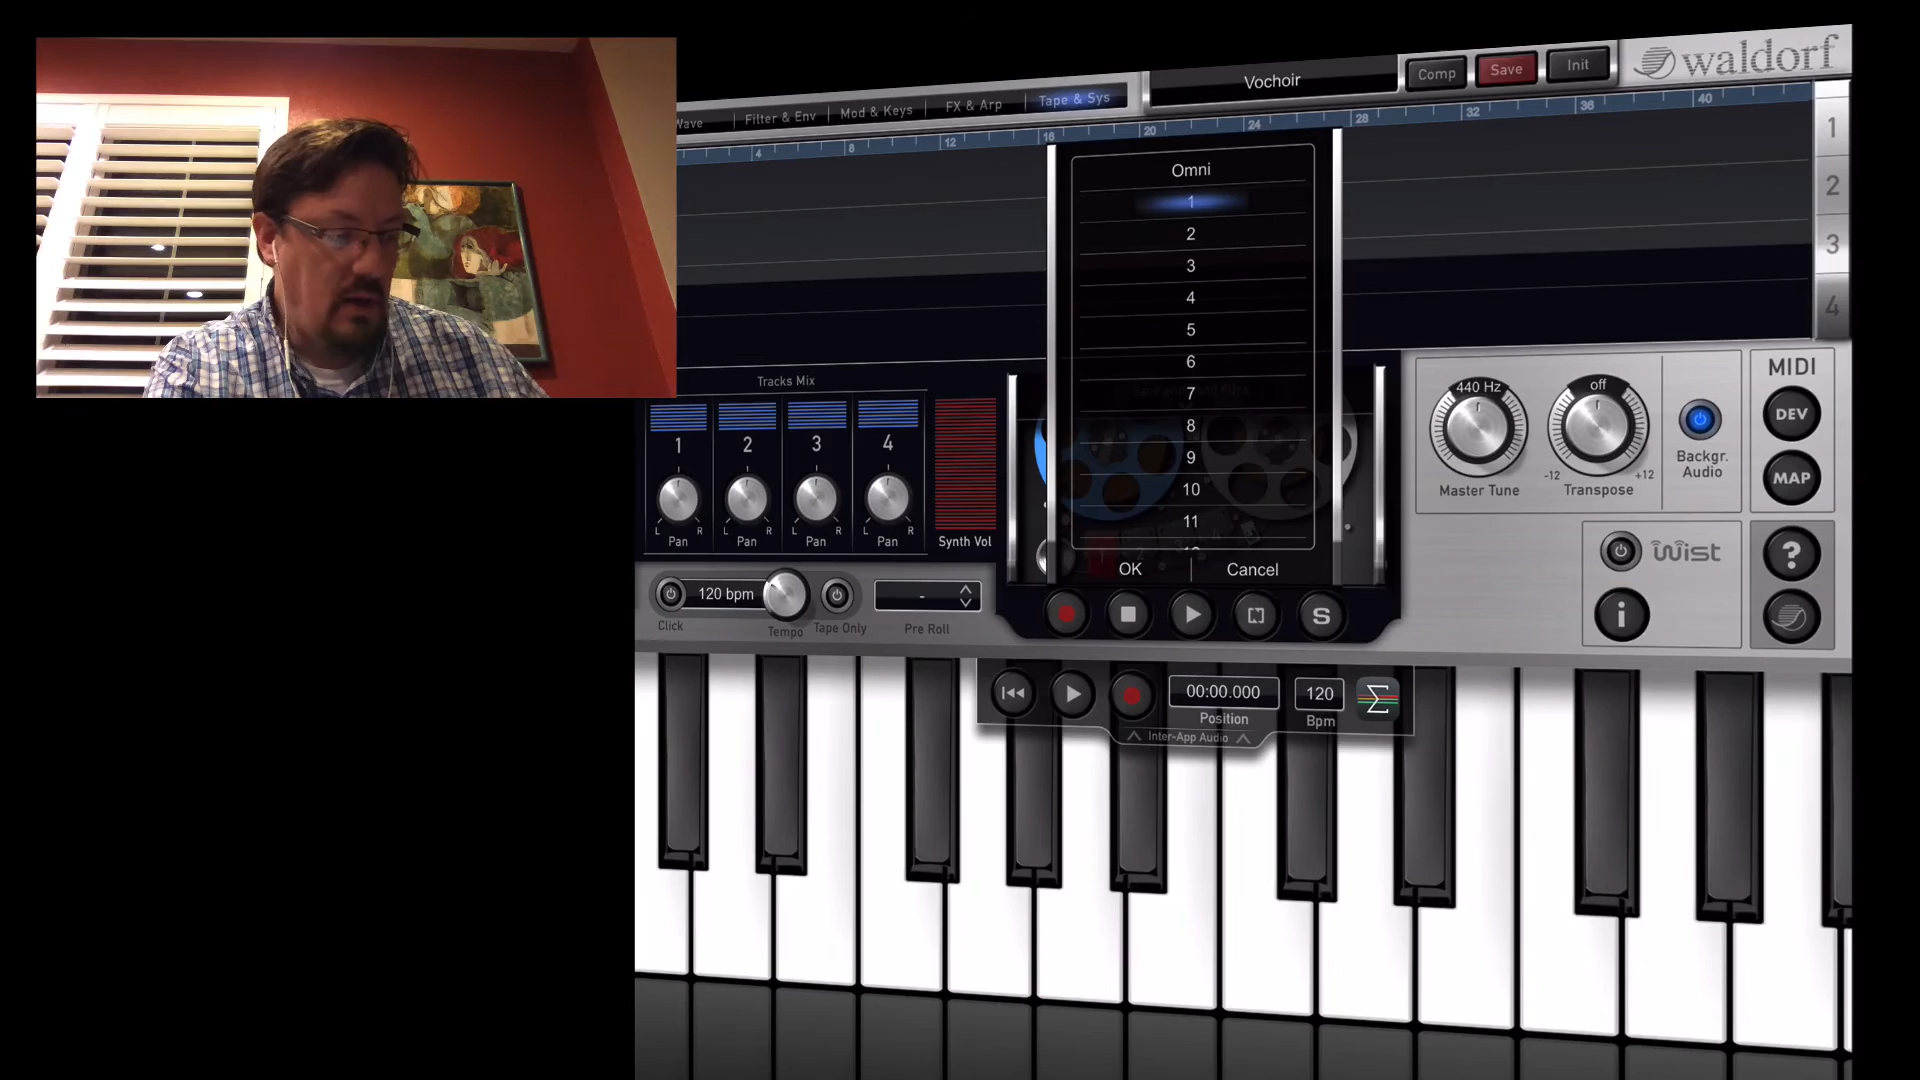 Vochoir
Comp
Save
Init
waldorf
Wave
Filter & Env
Mod & Keys
FX & Arp
Tape & Sys
4
8
12
16
20
24
28
32
36
40
1
2
3
4
Omni
1
2
3
4
5
6
7
8
9
10
11
OK
Cancel
Tracks Mix
1
2
3
4
L R
L R
L R
L R
Pan
Pan
Pan
Pan
Synth Vol
440 Hz
Master Tune
off
-12 +12
Transpose
Backgr.
Audio
MIDI
DEV
MAP
wist
?
i
120 bpm
-
Click
Tempo
Tape Only
Pre Roll
S
00:00.000
Position
120
Bpm
Σ
Inter-App Audio